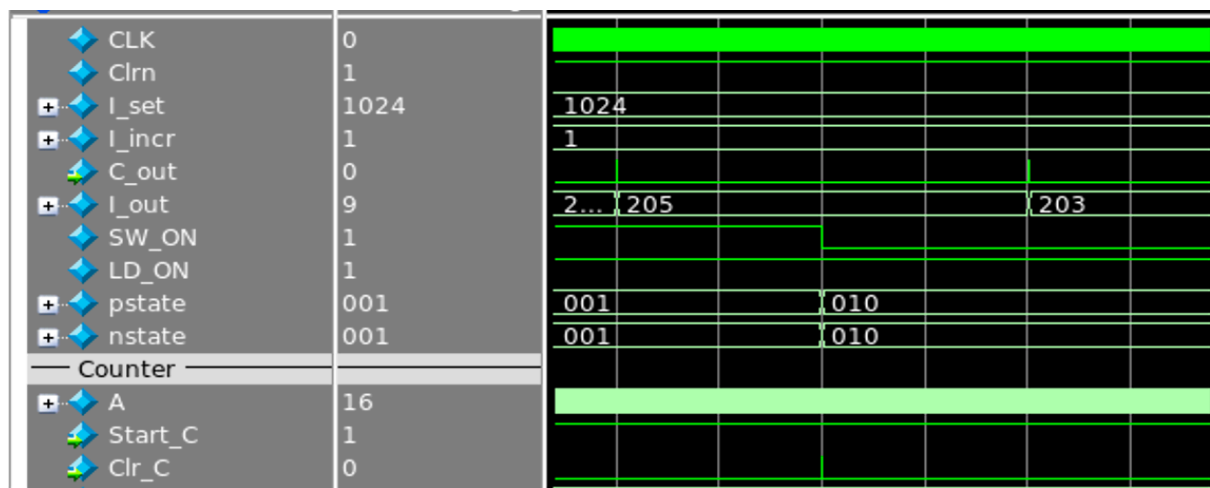 CLK 0
Clrn 1
I_set 1024 1024
I_incr 1 1
C_out 0
I_out 9 2... 205 203
SW_ON 1
LD_ON 1
pstate 001 001 010
nstate 001 001 010
Counter
A 16
Start_C 1
Clr_C 0